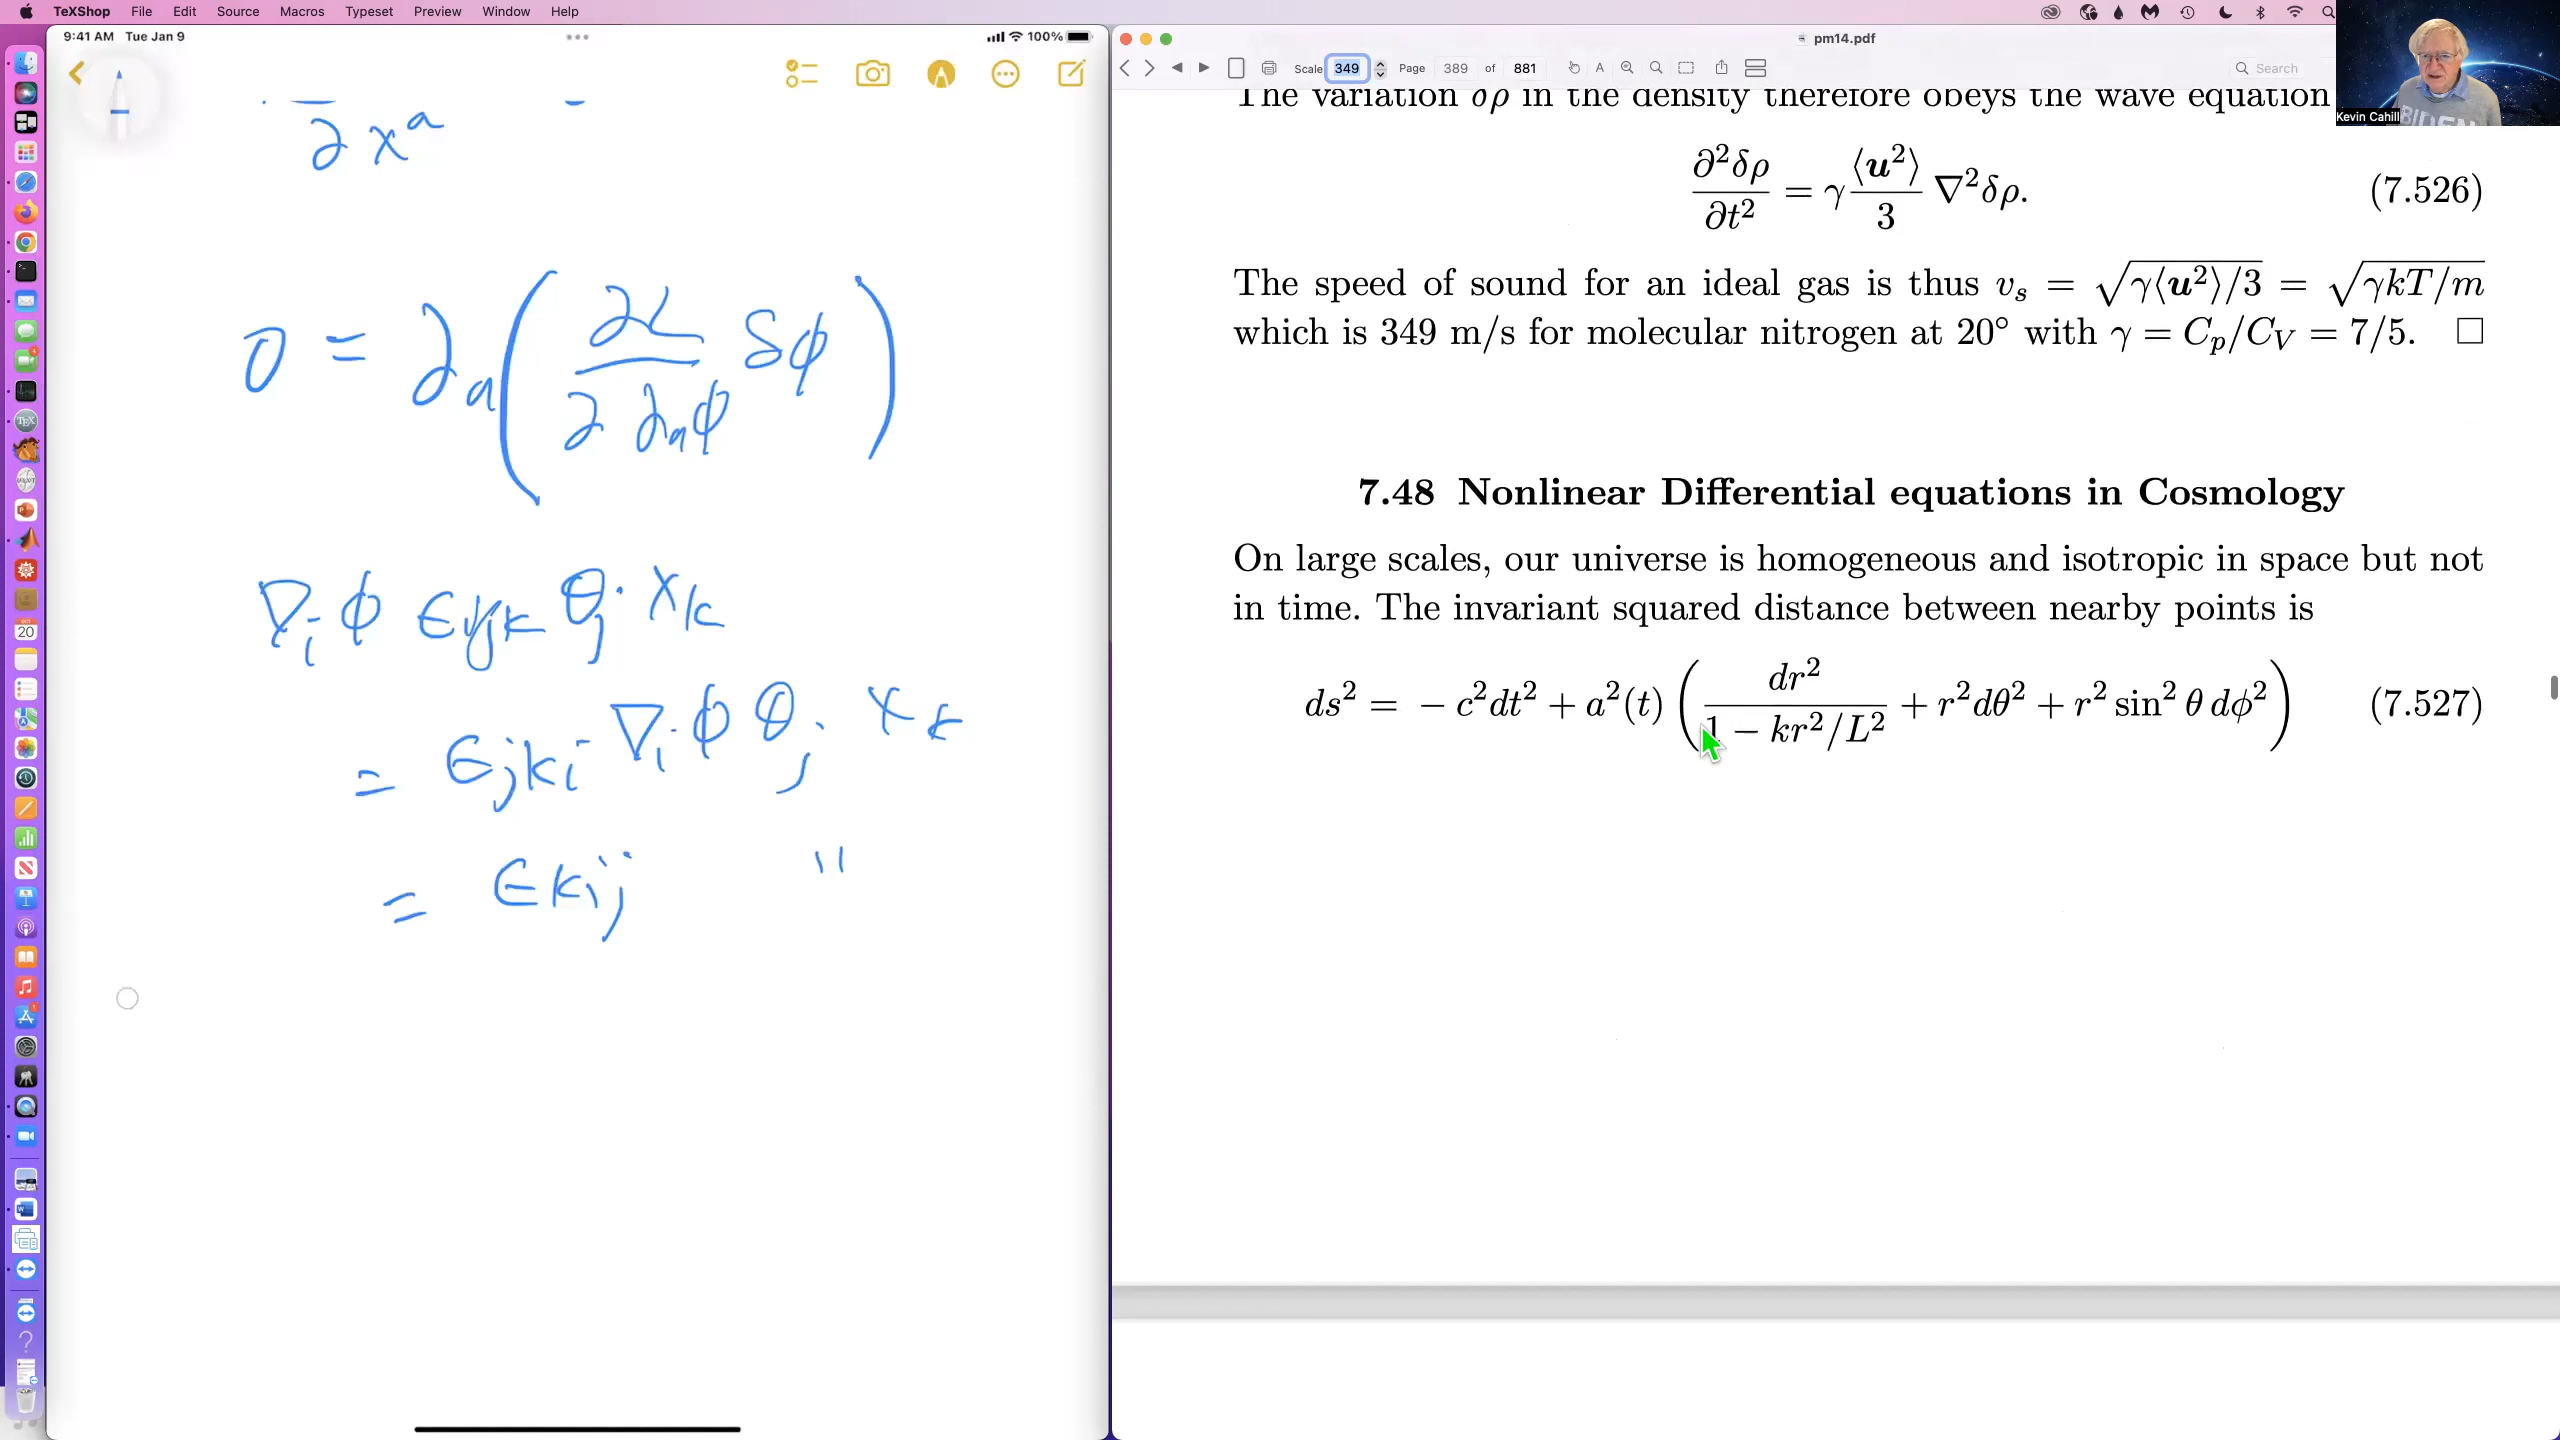 TeXShop File Edit Source Macros Typeset Preview Window Help
9:41 AM Tue Jan 9
100%
∂x^a
0 = ∂_a ( ∂L / ∂ ∂_aφ δφ )
∇_i φ ϵ_ijk θ_j x_k
= ϵ_jki ∇_i φ θ_j x_k
= ϵ_kij "
pm14.pdf
Scale 349 Page 389 of 881 Search
Kevin Cahill
BIDEN
The variation δρ in the density therefore obeys the wave equation
∂²δρ/∂t² = γ ⟨u²⟩/3 ∇²δρ. (7.526)
The speed of sound for an ideal gas is thus v_s = √(γ⟨u²⟩/3) = √(γkT/m)
which is 349 m/s for molecular nitrogen at 20° with γ = C_p/C_V = 7/5. □
7.48 Nonlinear Differential equations in Cosmology
On large scales, our universe is homogeneous and isotropic in space but not
in time. The invariant squared distance between nearby points is
ds² = − c²dt² + a²(t) ( dr² / (1 − kr²/L²) + r²dθ² + r² sin² θ dϕ² ) (7.527)